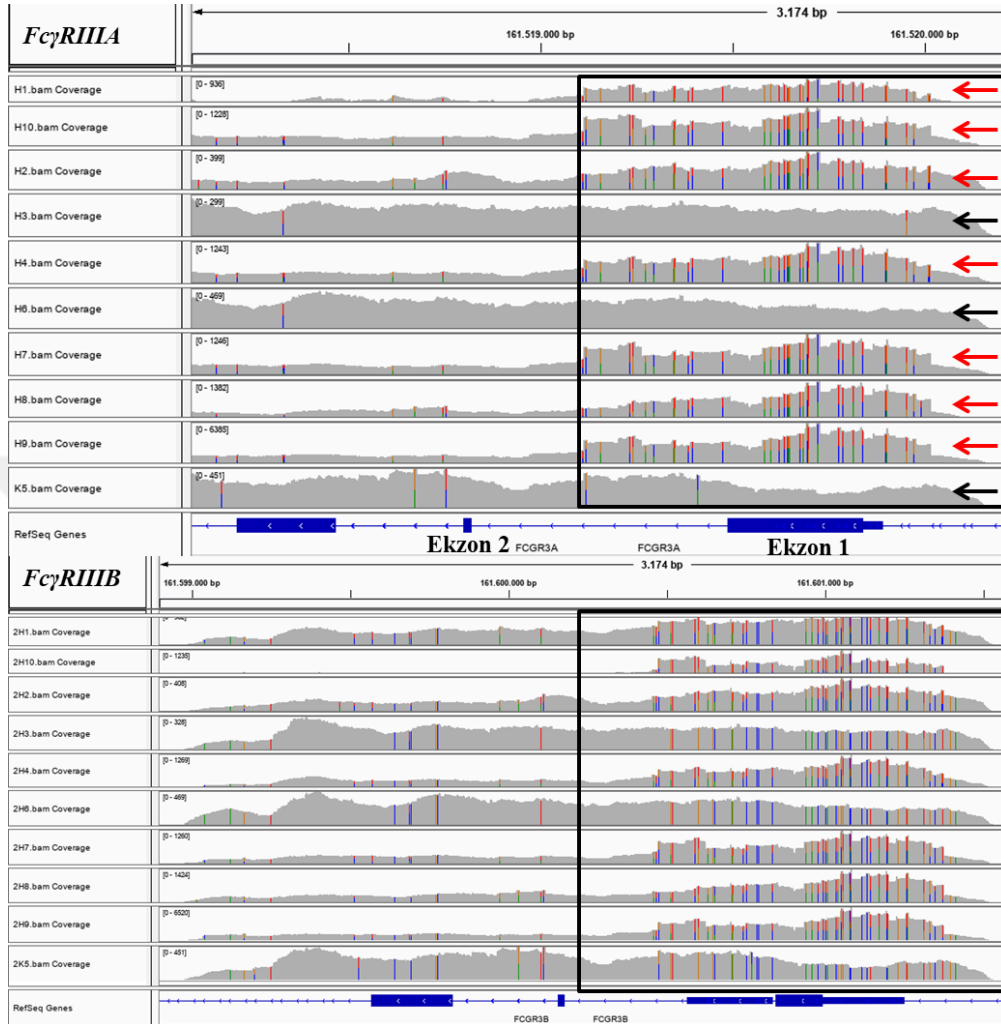 FcγRIIIA
3.174 bp
161.519.000 bp
161.520.000 bp
H1.bam Coverage
[0 - 936]
H10.bam Coverage
[0 - 1228]
H2.bam Coverage
[0 - 399]
H3.bam Coverage
[0 - 299]
H4.bam Coverage
[0 - 1243]
H6.bam Coverage
[0 - 469]
H7.bam Coverage
[0 - 1246]
H8.bam Coverage
[0 - 1382]
H9.bam Coverage
[0 - 6385]
K5.bam Coverage
[0 - 451]
RefSeq Genes
Ekzon 2
FCGR3A
FCGR3A
Ekzon 1
FcγRIIIB
3.174 bp
161.599.000 bp
161.600.000 bp
161.601.000 bp
2H1.bam Coverage
2H10.bam Coverage
[0 - 1235]
2H2.bam Coverage
[0 - 408]
2H3.bam Coverage
[0 - 328]
2H4.bam Coverage
[0 - 1269]
2H6.bam Coverage
[0 - 469]
2H7.bam Coverage
[0 - 1260]
2H8.bam Coverage
[0 - 1424]
2H9.bam Coverage
[0 - 6520]
2K5.bam Coverage
[0 - 451]
RefSeq Genes
FCGR3B
FCGR3B